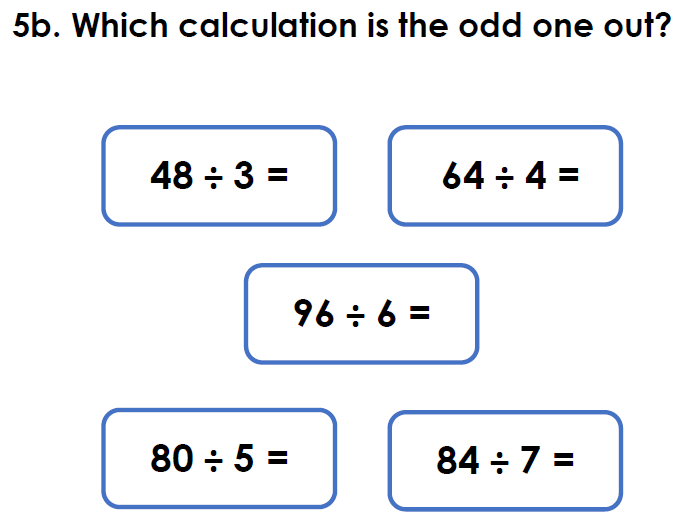 5b. Which calculation is the odd one out?
48 ÷ 3 =
64 ÷ 4 =
96 ÷ 6 =
80 ÷ 5 =
84 ÷ 7 =